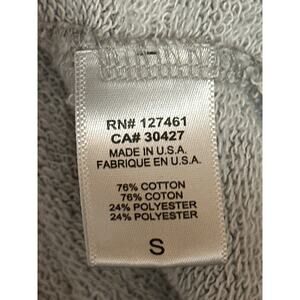 RN# 127461
CA# 30427
MADE IN U.S.A.
FABRIQUE EN U.S.A.
76% COTTON
76% COTON
24% POLYESTER
24% POLYESTER
S